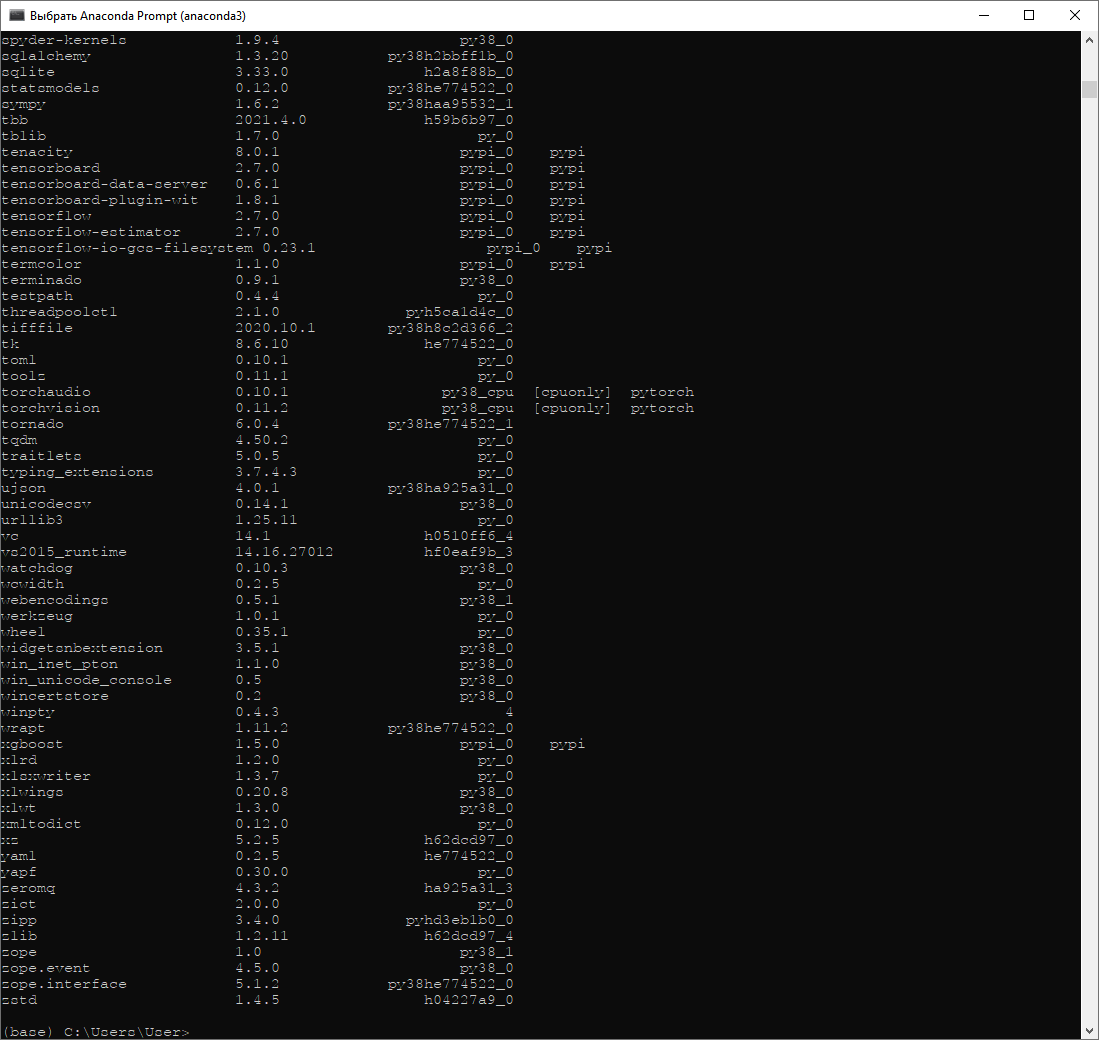 Выбрать Anaconda Prompt (anaconda3)
spyder-kernels 1.9.4 py38_0
sqlalchemy 1.3.20 py38h2bbff1b_0
sqlite 3.33.0 h2a8f88b_0
statsmodels 0.12.0 py38he774522_0
sympy 1.6.2 py38haa95532_1
tbb 2021.4.0 h59b6b97_0
tblib 1.7.0 py_0
tenacity 8.0.1 pypi_0 pypi
tensorboard 2.7.0 pypi_0 pypi
tensorboard-data-server 0.6.1 pypi_0 pypi
tensorboard-plugin-wit 1.8.1 pypi_0 pypi
tensorflow 2.7.0 pypi_0 pypi
tensorflow-estimator 2.7.0 pypi_0 pypi
tensorflow-io-gcs-filesystem 0.23.1 pypi_0 pypi
termcolor 1.1.0 pypi_0 pypi
terminado 0.9.1 py38_0
testpath 0.4.4 py_0
threadpoolctl 2.1.0 pyh5ca1d4c_0
tifffile 2020.10.1 py38h8c2d366_2
tk 8.6.10 he774522_0
toml 0.10.1 py_0
toolz 0.11.1 py_0
torchaudio 0.10.1 py38_cpu [cpuonly] pytorch
torchvision 0.11.2 py38_cpu [cpuonly] pytorch
tornado 6.0.4 py38he774522_1
tqdm 4.50.2 py_0
traitlets 5.0.5 py_0
typing_extensions 3.7.4.3 py_0
ujson 4.0.1 py38ha925a31_0
unicodecsv 0.14.1 py38_0
urllib3 1.25.11 py_0
vc 14.1 h0510ff6_4
vs2015_runtime 14.16.27012 hf0eaf9b_3
watchdog 0.10.3 py38_0
wcwidth 0.2.5 py_0
webencodings 0.5.1 py38_1
werkzeug 1.0.1 py_0
wheel 0.35.1 py_0
widgetsnbextension 3.5.1 py38_0
win_inet_pton 1.1.0 py38_0
win_unicode_console 0.5 py38_0
wincertstore 0.2 py38_0
winpty 0.4.3 4
wrapt 1.11.2 py38he774522_0
xgboost 1.5.0 pypi_0 pypi
xlrd 1.2.0 py_0
xlsxwriter 1.3.7 py_0
xlwings 0.20.8 py38_0
xlwt 1.3.0 py38_0
xmltodict 0.12.0 py_0
xz 5.2.5 h62dcd97_0
yaml 0.2.5 he774522_0
yapf 0.30.0 py_0
zeromq 4.3.2 ha925a31_3
zict 2.0.0 py_0
zipp 3.4.0 pyhd3eb1b0_0
zlib 1.2.11 h62dcd97_4
zope 1.0 py38_1
zope.event 4.5.0 py38_0
zope.interface 5.1.2 py38he774522_0
zstd 1.4.5 h04227a9_0
(base) C:\Users\User>